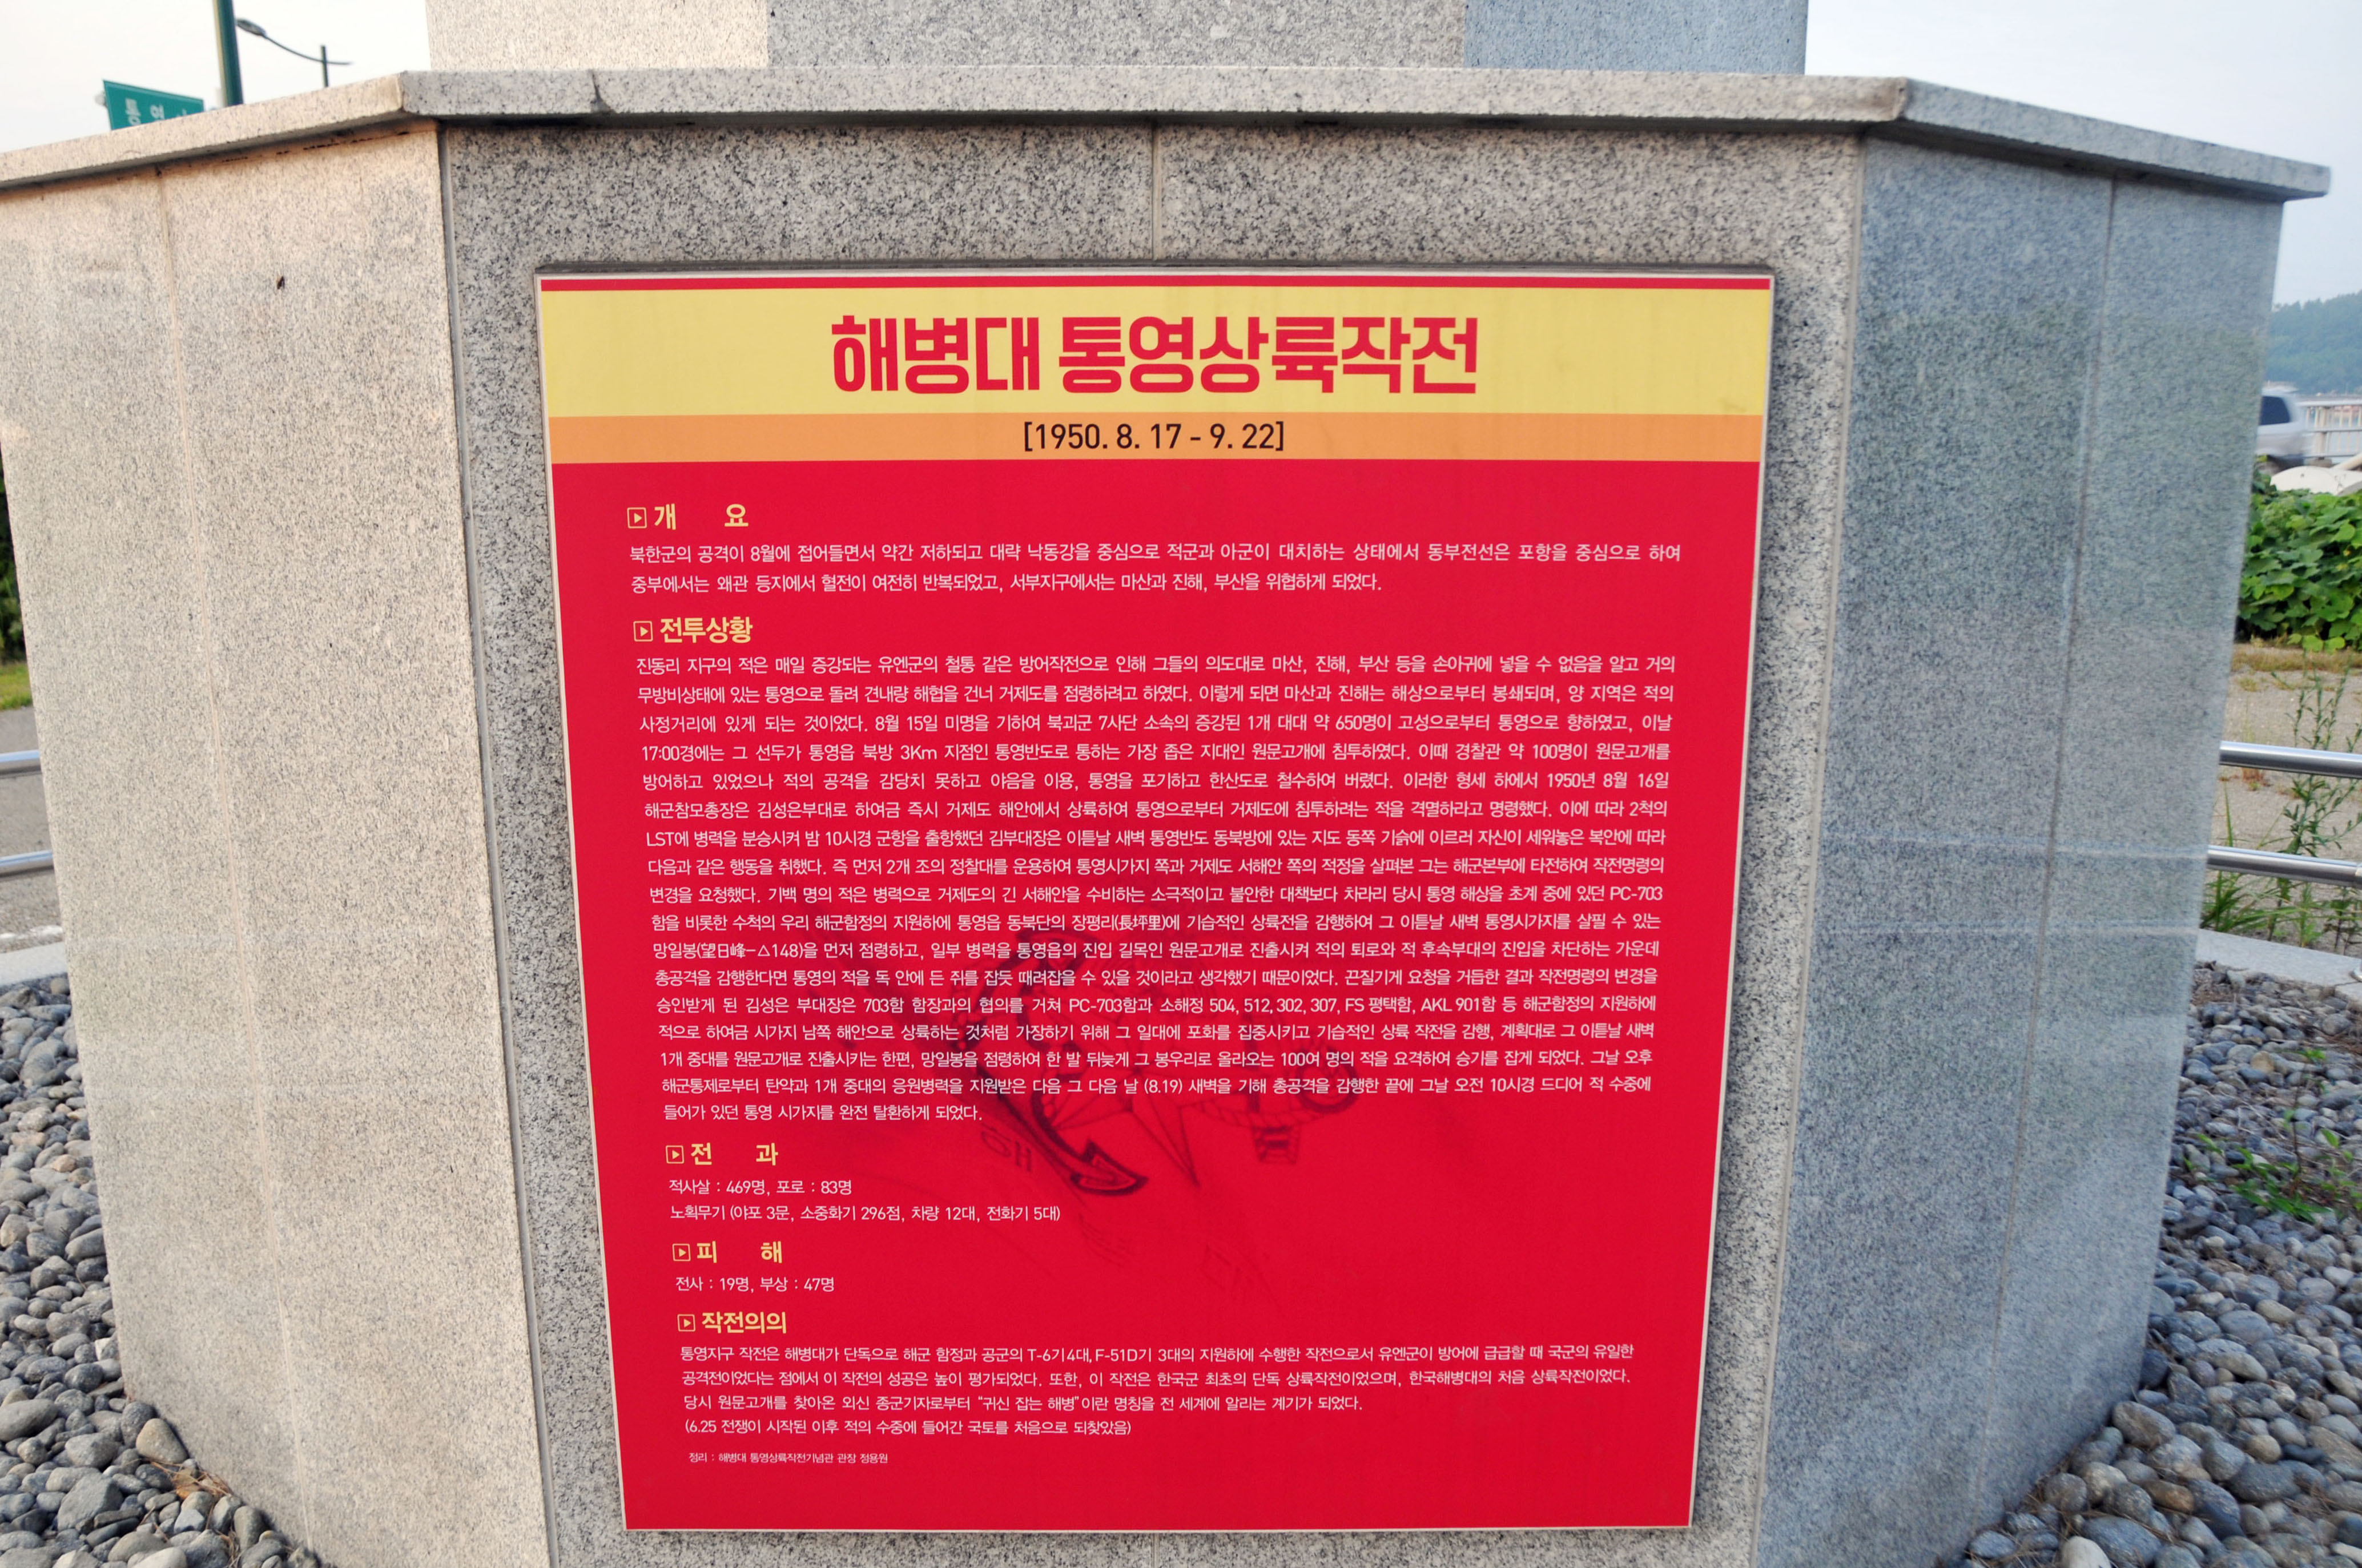 통영
해병대 통영상륙작전
[1950. 8. 17 - 9. 22]
개 요
북한군의 공격이 8월에 접어들면서 약간 저하되고 대략 낙동강을 중심으로 적군과 아군이 대치하는 상태에서 동부전선은 포항을 중심으로 하여
중부에서는 왜관 등지에서 혈전이 여전히 반복되었고, 서부지구에서는 마산과 진해, 부산을 위협하게 되었다.
전투상황
진동리 지구의 적은 매일 증강되는 유엔군의 철통 같은 방어작전으로 인해 그들의 의도대로 마산, 진해, 부산 등을 손아귀에 넣을 수 없음을 알고 거의
무방비상태에 있는 통영으로 돌려 견내량 해협을 건너 거제도를 점령하려고 하였다. 이렇게 되면 마산과 진해는 해상으로부터 봉쇄되며, 양 지역은 적의
사정거리에 있게 되는 것이었다. 8월 15일 미명을 기하여 북괴군 7사단 소속의 증강된 1개 대대 약 650명이 고성으로부터 통영으로 향하였고, 이날
17:00경에는 그 선두가 통영읍 북방 3Km 지점인 통영반도로 통하는 가장 좁은 지대인 원문고개에 침투하였다. 이때 경찰관 약 100명이 원문고개를
방어하고 있었으나 적의 공격을 감당치 못하고 야음을 이용, 통영을 포기하고 한산도로 철수하여 버렸다. 이러한 형세 하에서 1950년 8월 16일
해군참모총장은 김성은부대로 하여금 즉시 거제도 해안에서 상륙하여 통영으로부터 거제도에 침투하려는 적을 격멸하라고 명령했다. 이에 따라 2척의
LST에 병력을 분승시켜 밤 10시경 군항을 출항했던 김부대장은 이튿날 새벽 통영반도 동북방에 있는 지도 동쪽 기슭에 이르러 자신이 세워놓은 복안에 따라
다음과 같은 행동을 취했다. 즉 먼저 2개 조의 정찰대를 운용하여 통영시가지 쪽과 거제도 서해안 쪽의 적정을 살펴본 그는 해군본부에 타전하여 작전명령의
변경을 요청했다. 기백 명의 적은 병력으로 거제도의 긴 서해안을 수비하는 소극적이고 불안한 대책보다 차라리 당시 통영 해상을 초계 중에 있던 PC-703
함을 비롯한 수척의 우리 해군함정의 지원하에 통영읍 동북단의 장평리(長坪里)에 기습적인 상륙전을 감행하여 그 이튿날 새벽 통영시가지를 살필 수 있는
망일봉(望日峰-△148)을 먼저 점령하고, 일부 병력을 통영읍의 진입 길목인 원문고개로 진출시켜 적의 퇴로와 적 후속부대의 진입을 차단하는 가운데
총공격을 감행한다면 통영의 적을 독 안에 든 쥐를 잡듯 때려잡을 수 있을 것이라고 생각했기 때문이었다. 끈질기게 요청을 거듭한 결과 작전명령의 변경을
승인받게 된 김성은 부대장은 703함 함장과의 협의를 거쳐 PC-703함과 소해정 504, 512, 302, 307, FS 평택함, AKL 901함 등 해군함정의 지원하에
적으로 하여금 시가지 남쪽 해안으로 상륙하는 것처럼 가장하기 위해 그 일대에 포화를 집중시키고 기습적인 상륙 작전을 감행, 계획대로 그 이튿날 새벽
1개 중대를 원문고개로 진출시키는 한편, 망일봉을 점령하여 한 발 뒤늦게 그 봉우리로 올라오는 100여 명의 적을 요격하여 승기를 잡게 되었다. 그날 오후
해군통제로부터 탄약과 1개 중대의 응원병력을 지원받은 다음 그 다음 날 (8.19) 새벽을 기해 총공격을 감행한 끝에 그날 오전 10시경 드디어 적 수중에
들어가 있던 통영 시가지를 완전 탈환하게 되었다.
전 과
적사살 : 469명, 포로 : 83명
노획무기 (야포 3문, 소중화기 296점, 차량 12대, 전화기 5대)
피 해
전사 : 19명, 부상 : 47명
작전의의
통영지구 작전은 해병대가 단독으로 해군 함정과 공군의 T-6기4대, F-51D기 3대의 지원하에 수행한 작전으로서 유엔군이 방어에 급급할 때 국군의 유일한
공격전이었다는 점에서 이 작전의 성공은 높이 평가되었다. 또한, 이 작전은 한국군 최초의 단독 상륙작전이었으며, 한국해병대의 처음 상륙작전이었다.
당시 원문고개를 찾아온 외신 종군기자로부터 "귀신 잡는 해병"이란 명칭을 전 세계에 알리는 계기가 되었다.
(6.25 전쟁이 시작된 이후 적의 수중에 들어간 국토를 처음으로 되찾았음)
정리 : 해병대 통영상륙작전기념관 관장 정용원